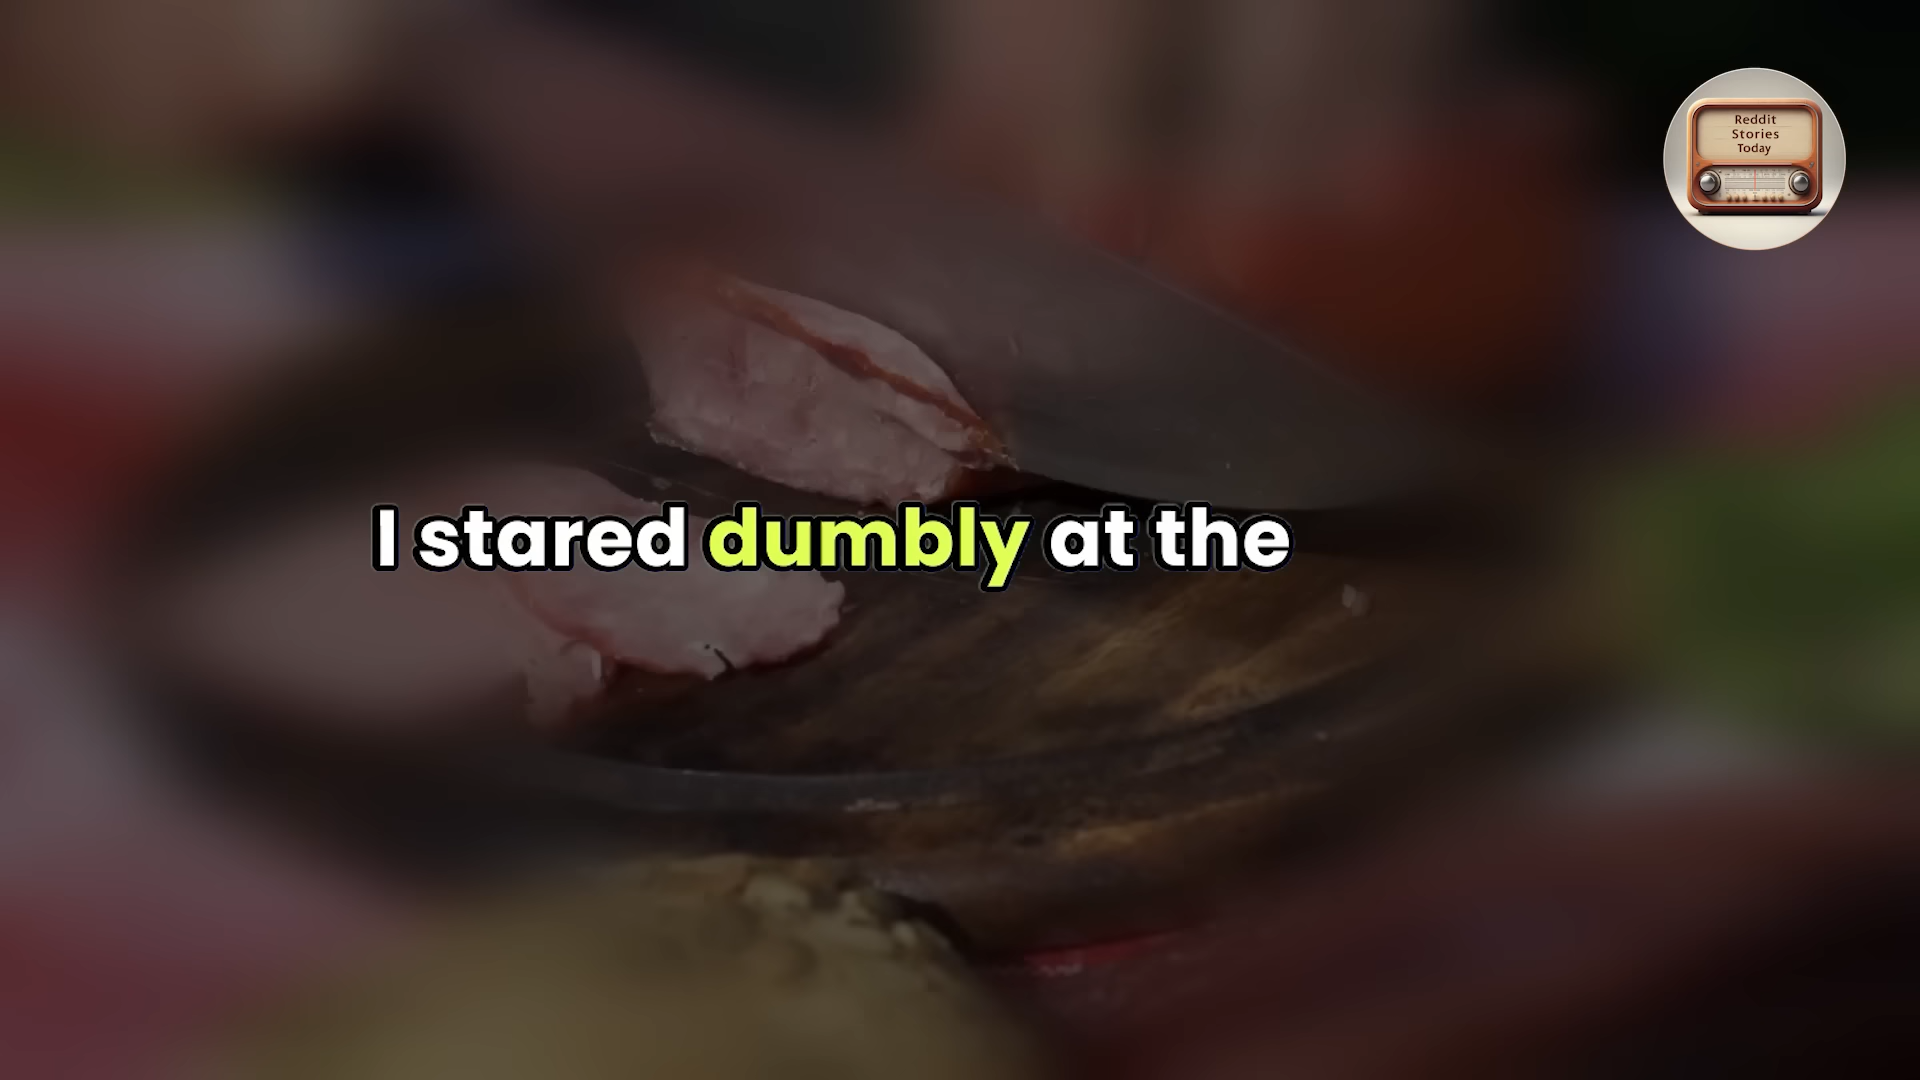 Reddit
Stories
Today
I stared dumbly at the